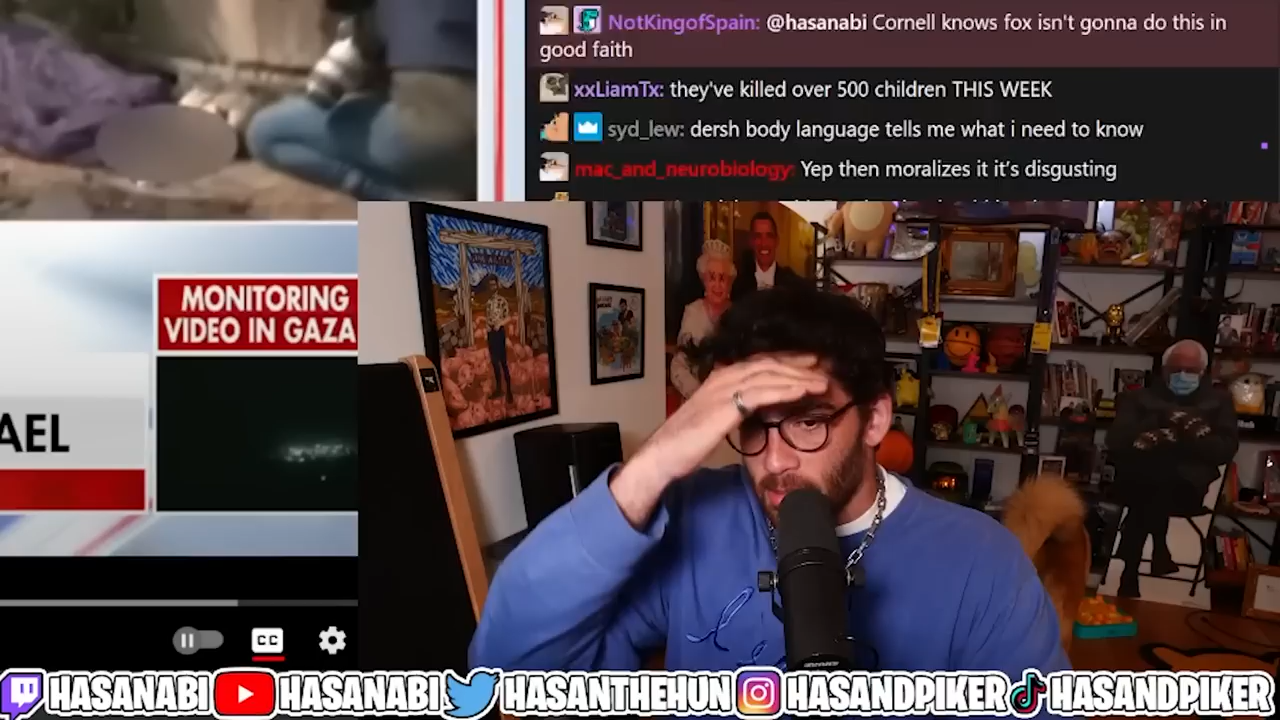 NotKingofSpain: @hasanabi Cornell knows fox isn't gonna do this in
good faith
xxLiamTx: they've killed over 500 children THIS WEEK
syd_lew: dersh body language tells me what i need to know
mac_and_neurobiology: Yep then moralizes it it's disgusting
MONITORING
VIDEO IN GAZA
AEL
CC
HASANABI HASANABI HASANTHEHUN HASANDPIKER HASANDPIKER